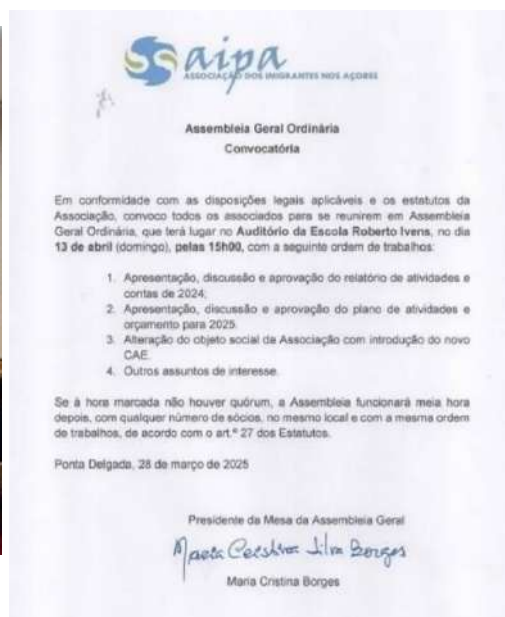 aipa
ASSOCIAÇÃO DOS IMIGRANTES NOS AÇORES
Assembleia Geral Ordinária
Convocatória
Em conformidade com as disposições legais aplicáveis e os estatutos da
Associação, convoco todos os associados para se reunirem em Assembleia
Geral Ordinária, que terá lugar no Auditório da Escola Roberto Ivens, no dia
13 de abril (domingo), pelas 15h00, com a seguinte ordem de trabalhos:
1. Apresentação, discussão e aprovação do relatório de atividades e
contas de 2024;
2. Apresentação, discussão e aprovação do plano de atividades e
orçamento para 2025.
3. Alteração do objeto social da Associação com introdução do novo
CAE.
4. Outros assuntos de interesse.
Se à hora marcada não houver quórum, a Assembleia funcionará meia hora
depois, com qualquer número de sócios, no mesmo local e com a mesma ordem
de trabalhos, de acordo com o art.º 27 dos Estatutos.
Ponta Delgada, 28 de março de 2025
Presidente da Mesa da Assembleia Geral
Maria Cristina Silva Borges
Maria Cristina Borges